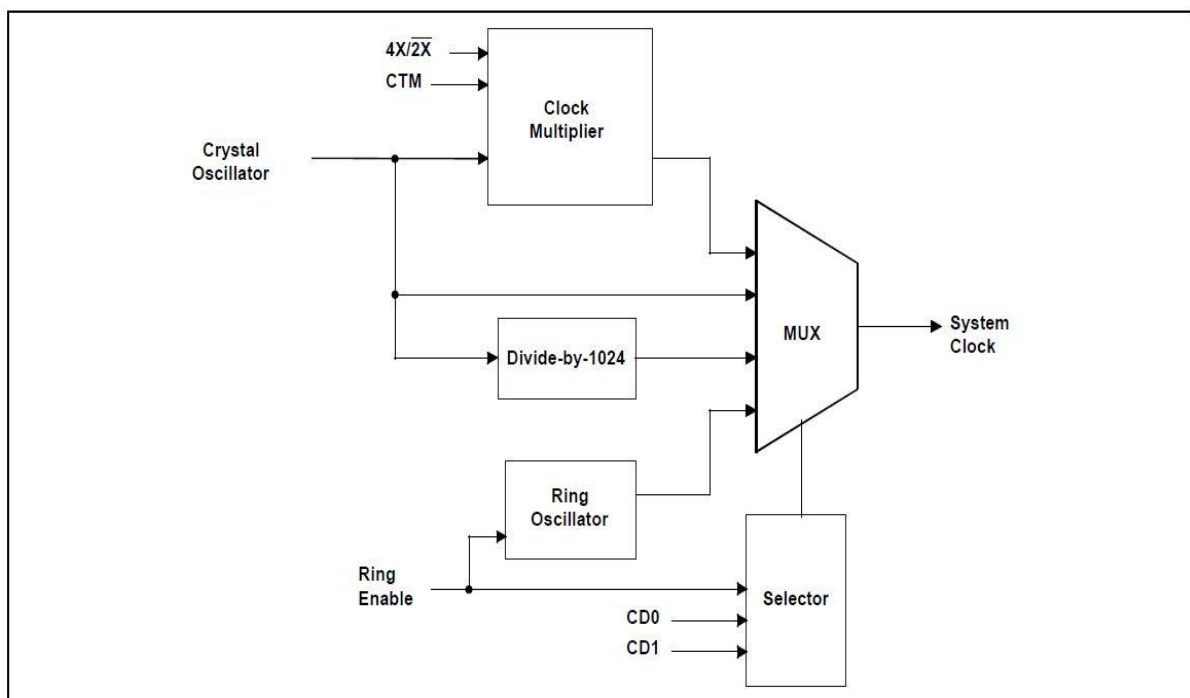 4X/2X̅
CTM
Clock
Multiplier
Crystal
Oscillator
MUX
System
Clock
Divide-by-1024
Ring
Oscillator
Ring
Enable
Selector
CD0
CD1